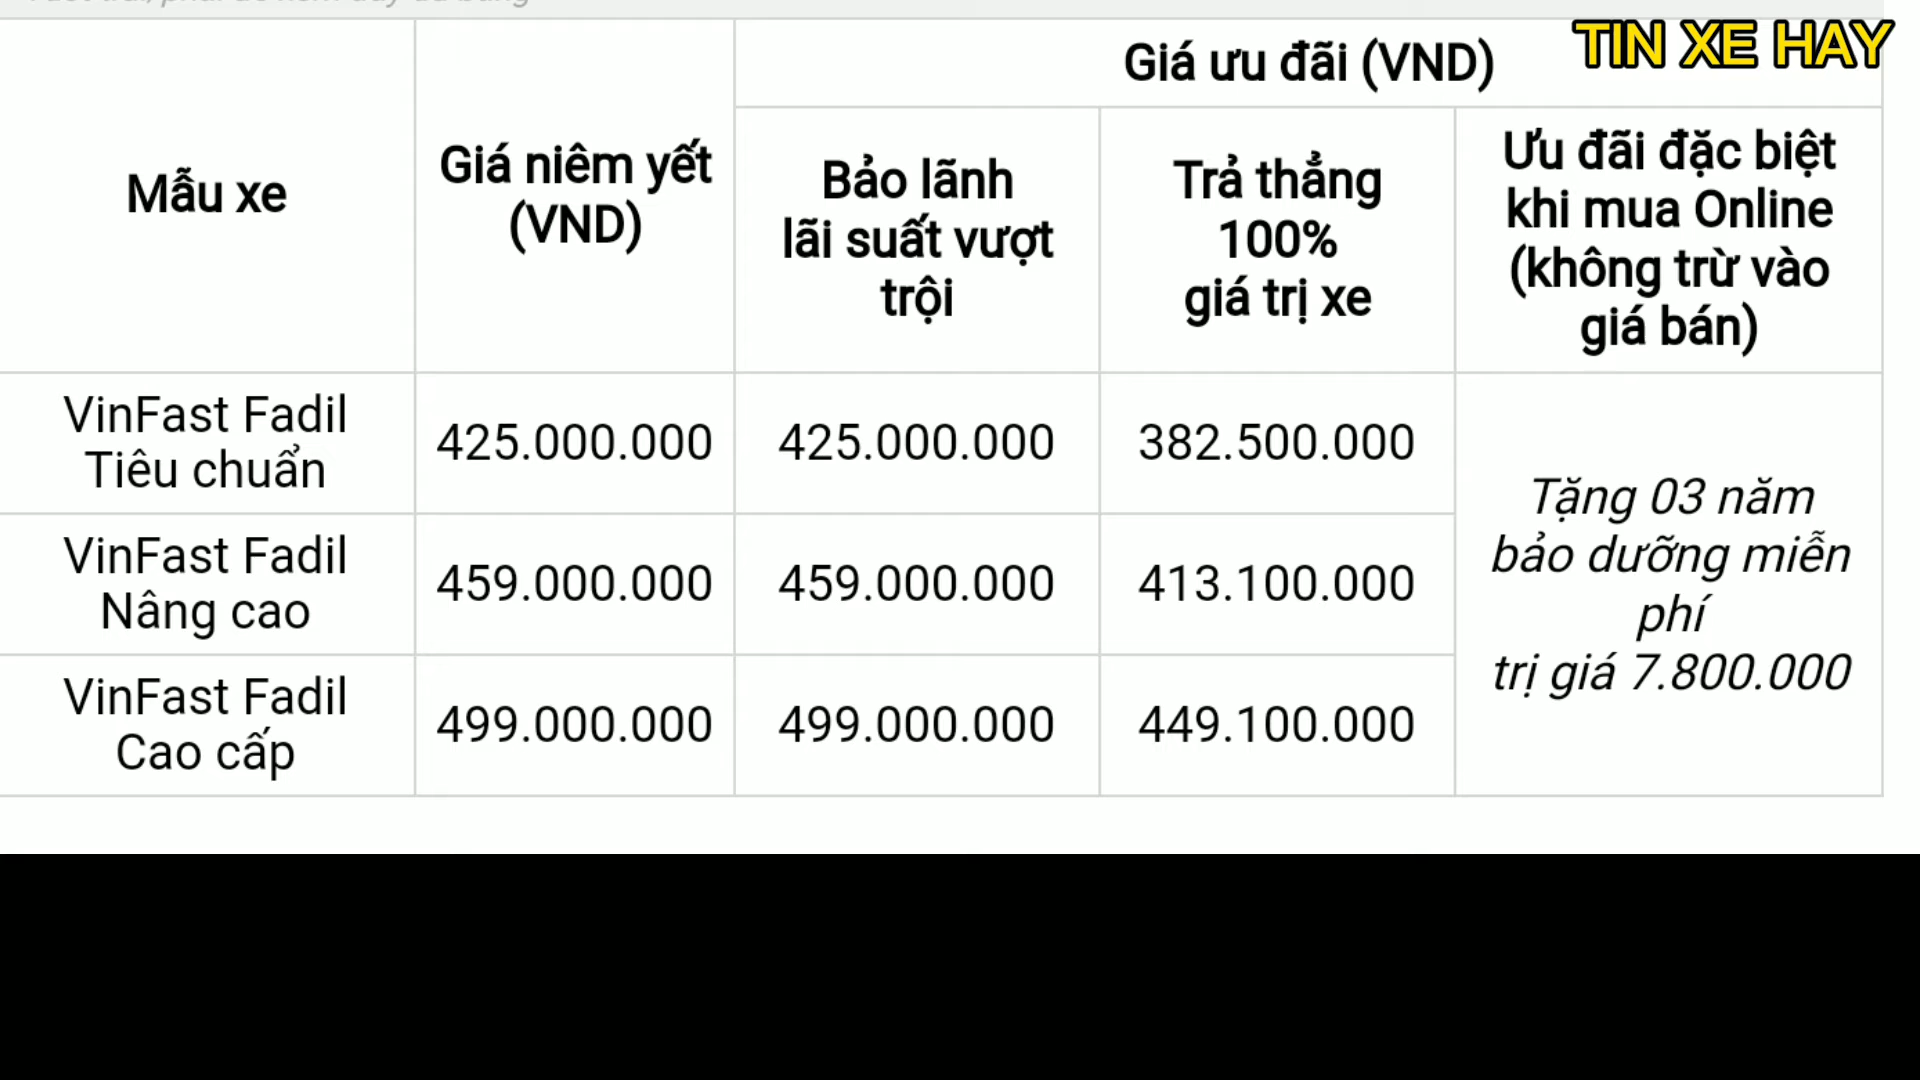 TIN XE HAY
Giá ưu đãi (VND)
Mẫu xe
Giá niêm yết
(VND)
Bảo lãnh
lãi suất vượt
trội
Trả thẳng
100%
giá trị xe
Ưu đãi đặc biệt
khi mua Online
(không trừ vào
giá bán)
VinFast Fadil
Tiêu chuẩn
425.000.000
425.000.000
382.500.000
VinFast Fadil
Nâng cao
459.000.000
459.000.000
413.100.000
VinFast Fadil
Cao cấp
499.000.000
499.000.000
449.100.000
Tặng 03 năm
bảo dưỡng miễn
phí
trị giá 7.800.000